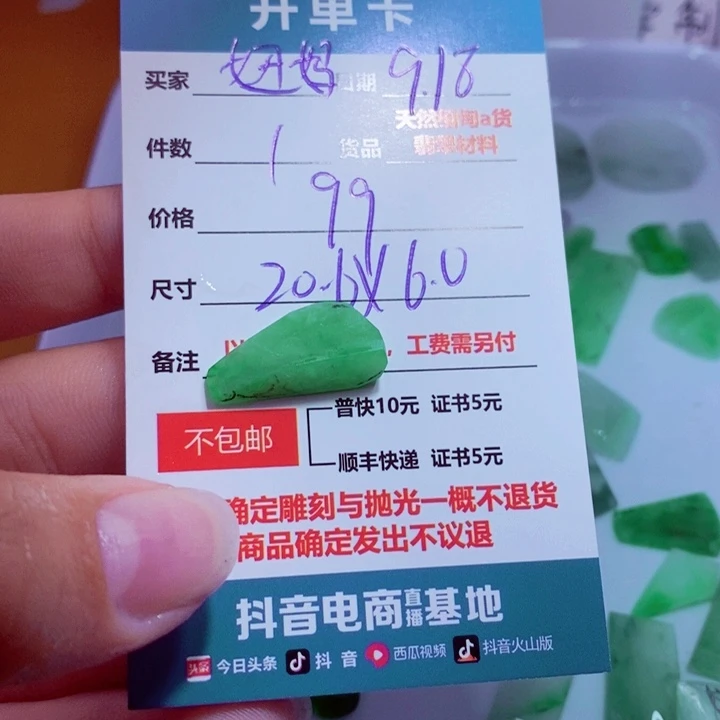 开单卡
买家 妞妈 日期 9.18
天然缅甸a货
件数 1 货品 翡翠材料
价格 99
尺寸
备注 ，工费需另付
普快10元 证书5元
不包邮
顺丰快递 证书5元
确定雕刻与抛光一概不退货
商品确定发出不议退
抖音电商直播基地
头条 今日头条 抖音 西瓜视频 抖音火山版